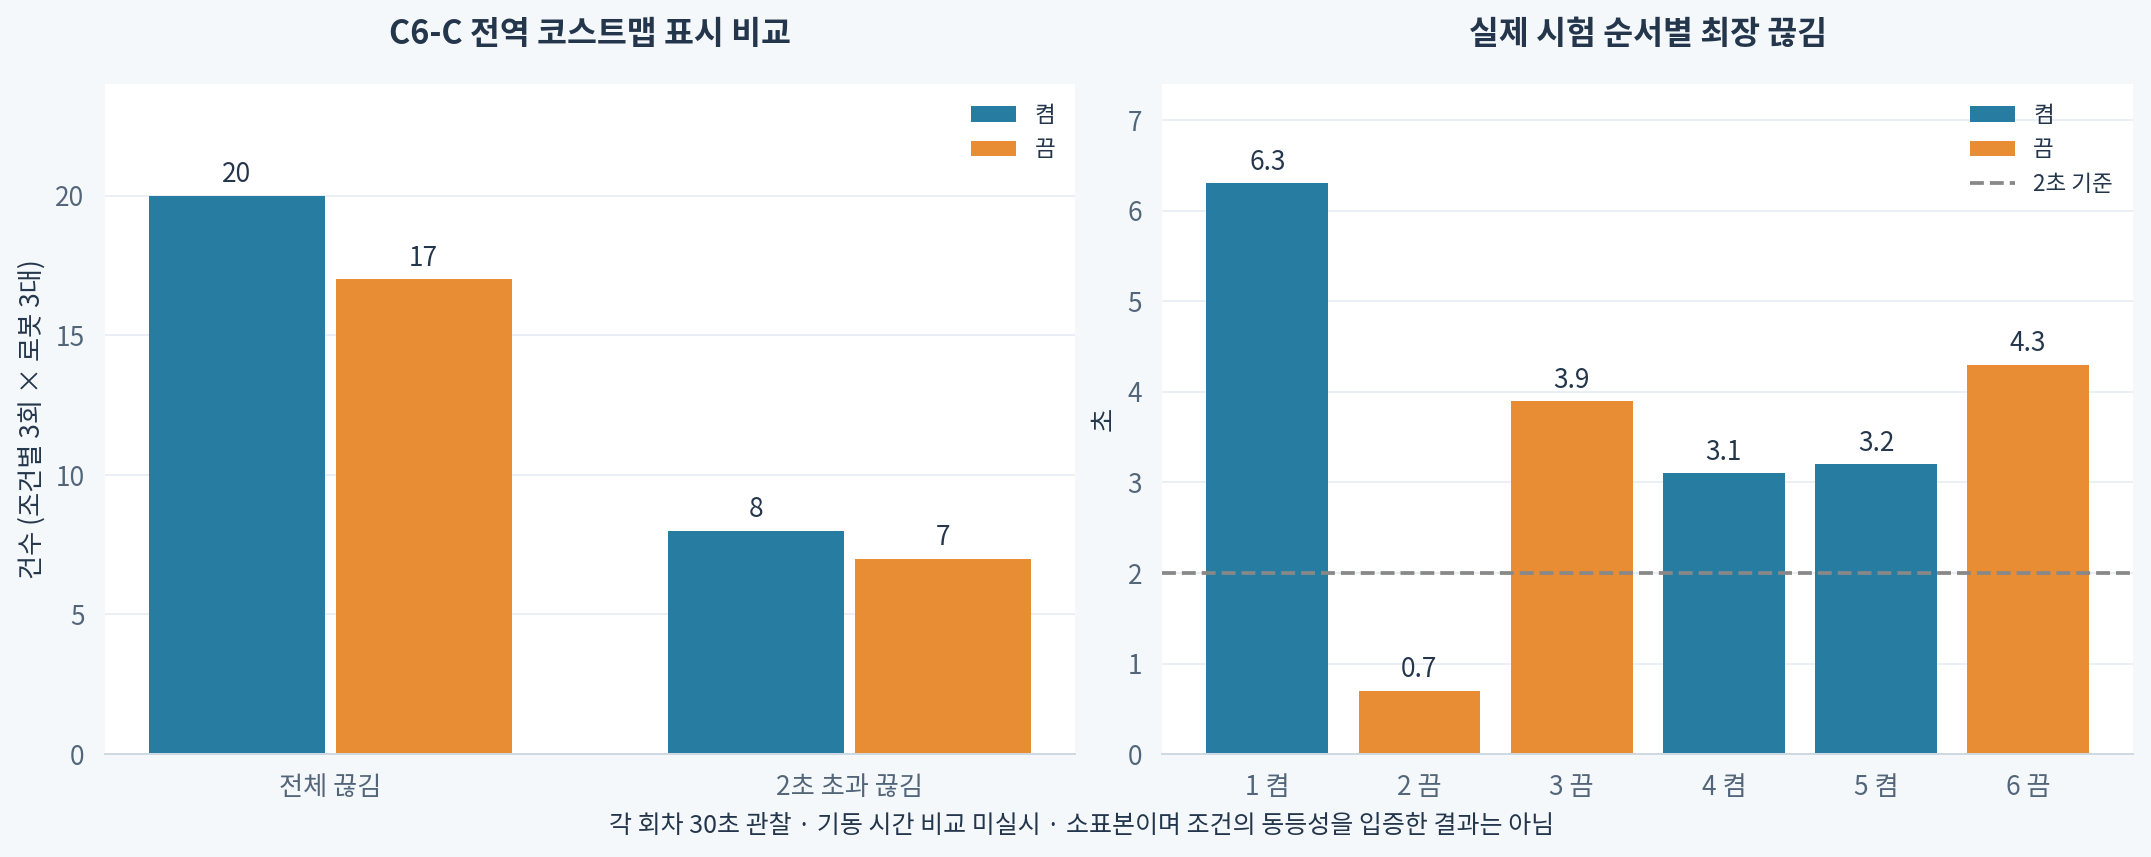 C6-C 전역 코스트맵 표시 비교
건수 (조건별 3회 × 로봇 3대)
20
15
10
5
0
켬
끔
20
17
8
7
전체 끊김
2초 초과 끊김
실제 시험 순서별 최장 끊김
초
7
6
5
4
3
2
1
0
켬
끔
2초 기준
6.3
0.7
3.9
3.1
3.2
4.3
1 켬
2 끔
3 끔
4 켬
5 켬
6 끔
각 회차 30초 관찰 · 기동 시간 비교 미실시 · 소표본이며 조건의 동등성을 입증한 결과는 아님